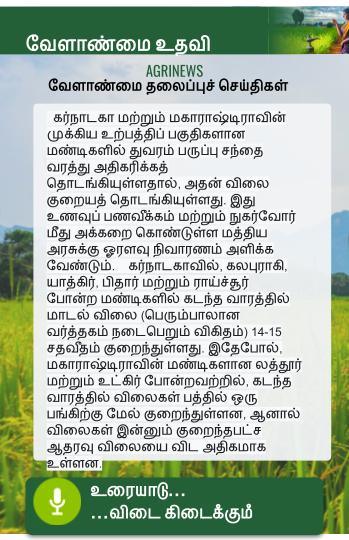 வேளாண்மை உதவி
AGRINEWS
வேளாண்மை தலைப்புச் செய்திகள்
கர்நாடகா மற்றும் மகாராஷ்டிராவின்
முக்கிய உற்பத்திப் பகுதிகளான
மண்டிகளில் துவரம் பருப்பு சந்தை
வரத்து அதிகரிக்கத்
தொடங்கியுள்ளதால், அதன் விலை
குறையத் தொடங்கியுள்ளது. இது
உணவுப் பணவீக்கம் மற்றும் நுகர்வோர்
மீது அக்கறை கொண்டுள்ள மத்திய
அரசுக்கு ஓரளவு நிவாரணம் அளிக்க
வேண்டும். கர்நாடகாவில், கலபுராகி,
யாத்கிர், பிதார் மற்றும் ராய்ச்சூர்
போன்ற மண்டிகளில் கடந்த வாரத்தில்
மாடல் விலை (பெரும்பாலான
வர்த்தகம் நடைபெறும் விகிதம்) 14-15
சதவீதம் குறைந்துள்ளது. இதேபோல்,
மகாராஷ்டிராவின் மண்டிகளான லத்தூர்
மற்றும் உட்கிர் போன்றவற்றில், கடந்த
வாரத்தில் விலைகள் பத்தில் ஒரு
பங்கிற்கு மேல் குறைந்துள்ளன, ஆனால்
விலைகள் இன்னும் குறைந்தபட்ச
ஆதரவு விலையை விட அதிகமாக
உள்ளன.
உரையாடு...
...விடை கிடைக்குமீ